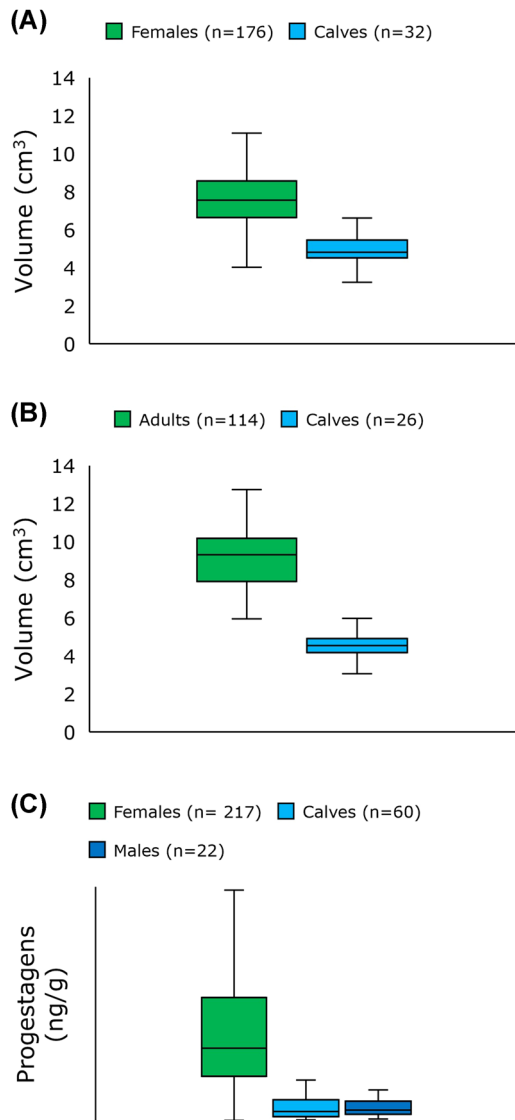 (A)
Females (n=176) Calves (n=32)
Volume (cm³)
14
12
10
8
6
4
2
0
(B)
Adults (n=114) Calves (n=26)
Volume (cm³)
14
12
10
8
6
4
2
0
(C)
Females (n= 217) Calves (n=60)
Males (n=22)
Progestagens
(ng/g)